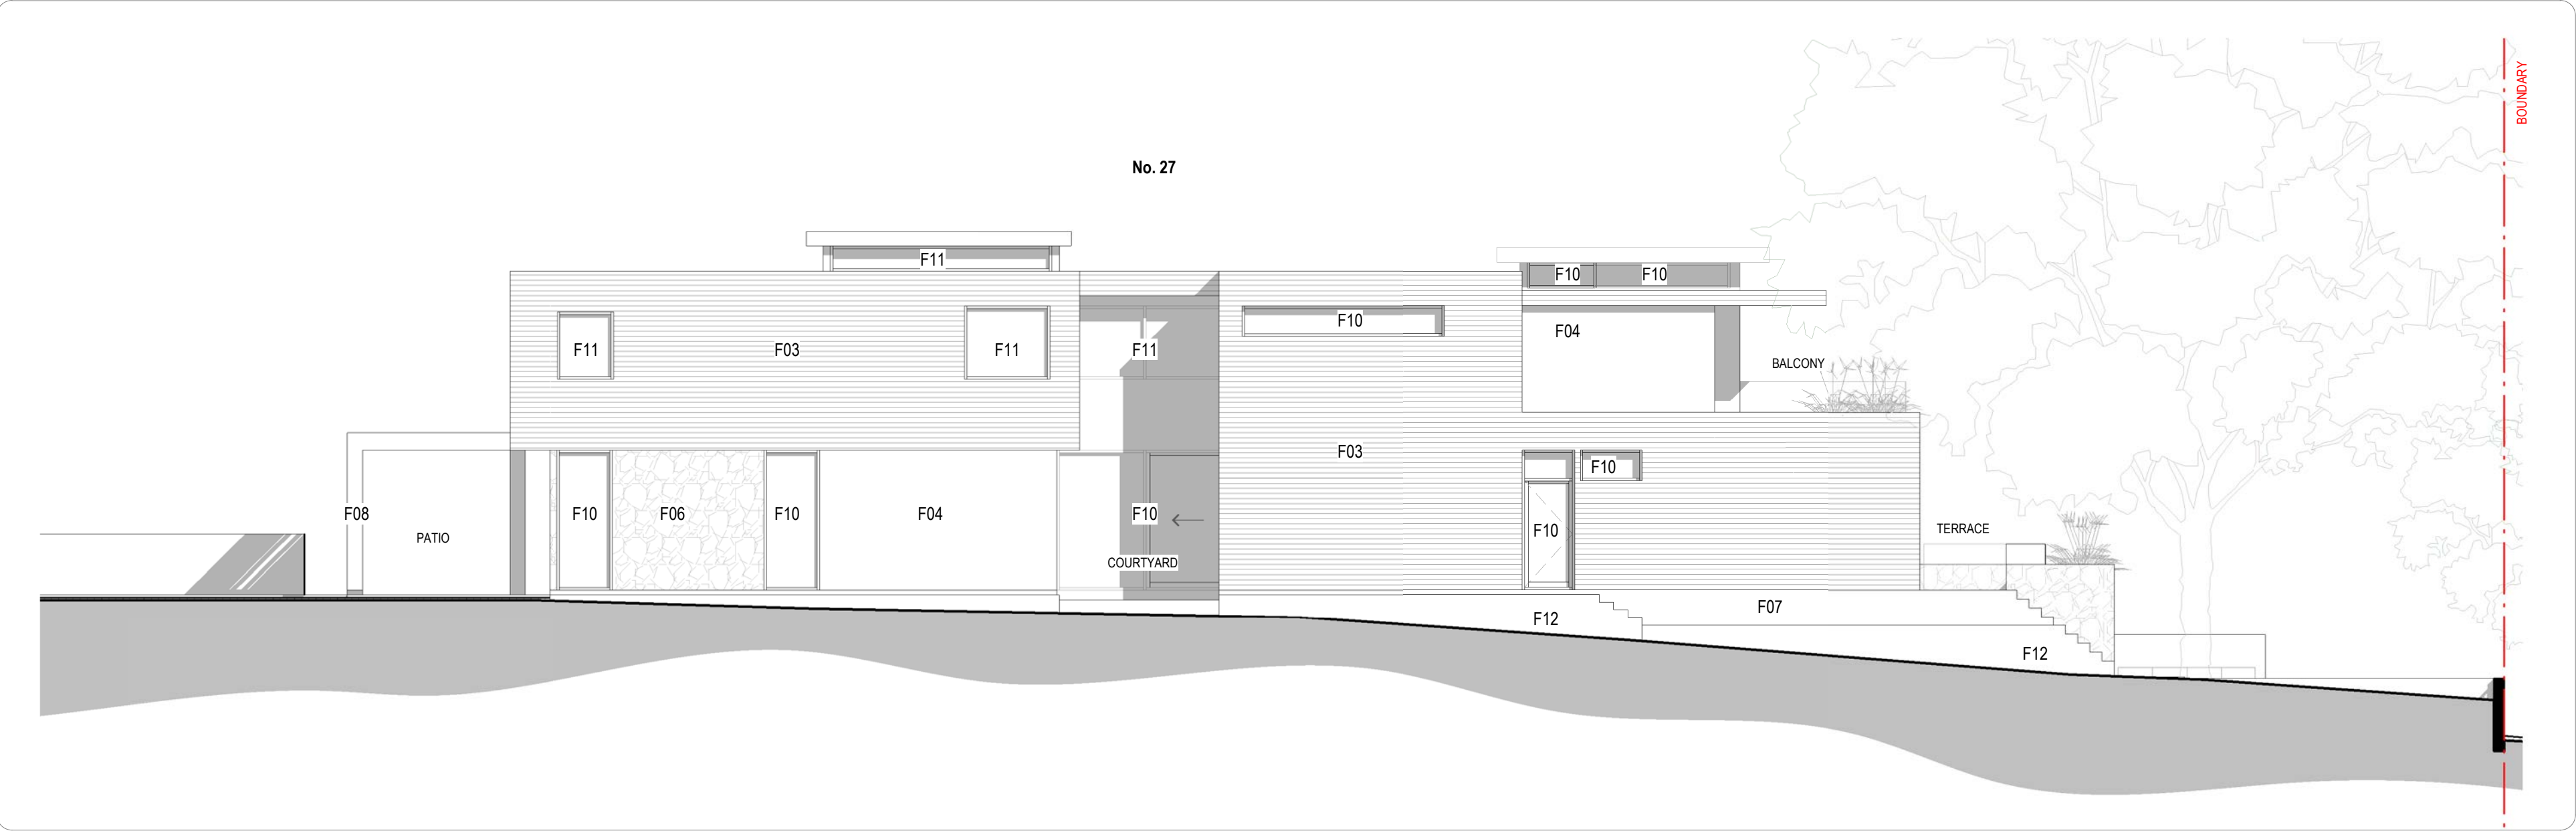 BOUNDARY
No. 27
F11
F10 F10
F10
F04
F11 F03 F11 F11
BALCONY
F03
F10
F08 F10 F06 F10 F04 F10
F10
TERRACE
PATIO
COURTYARD
F07
F12
F12